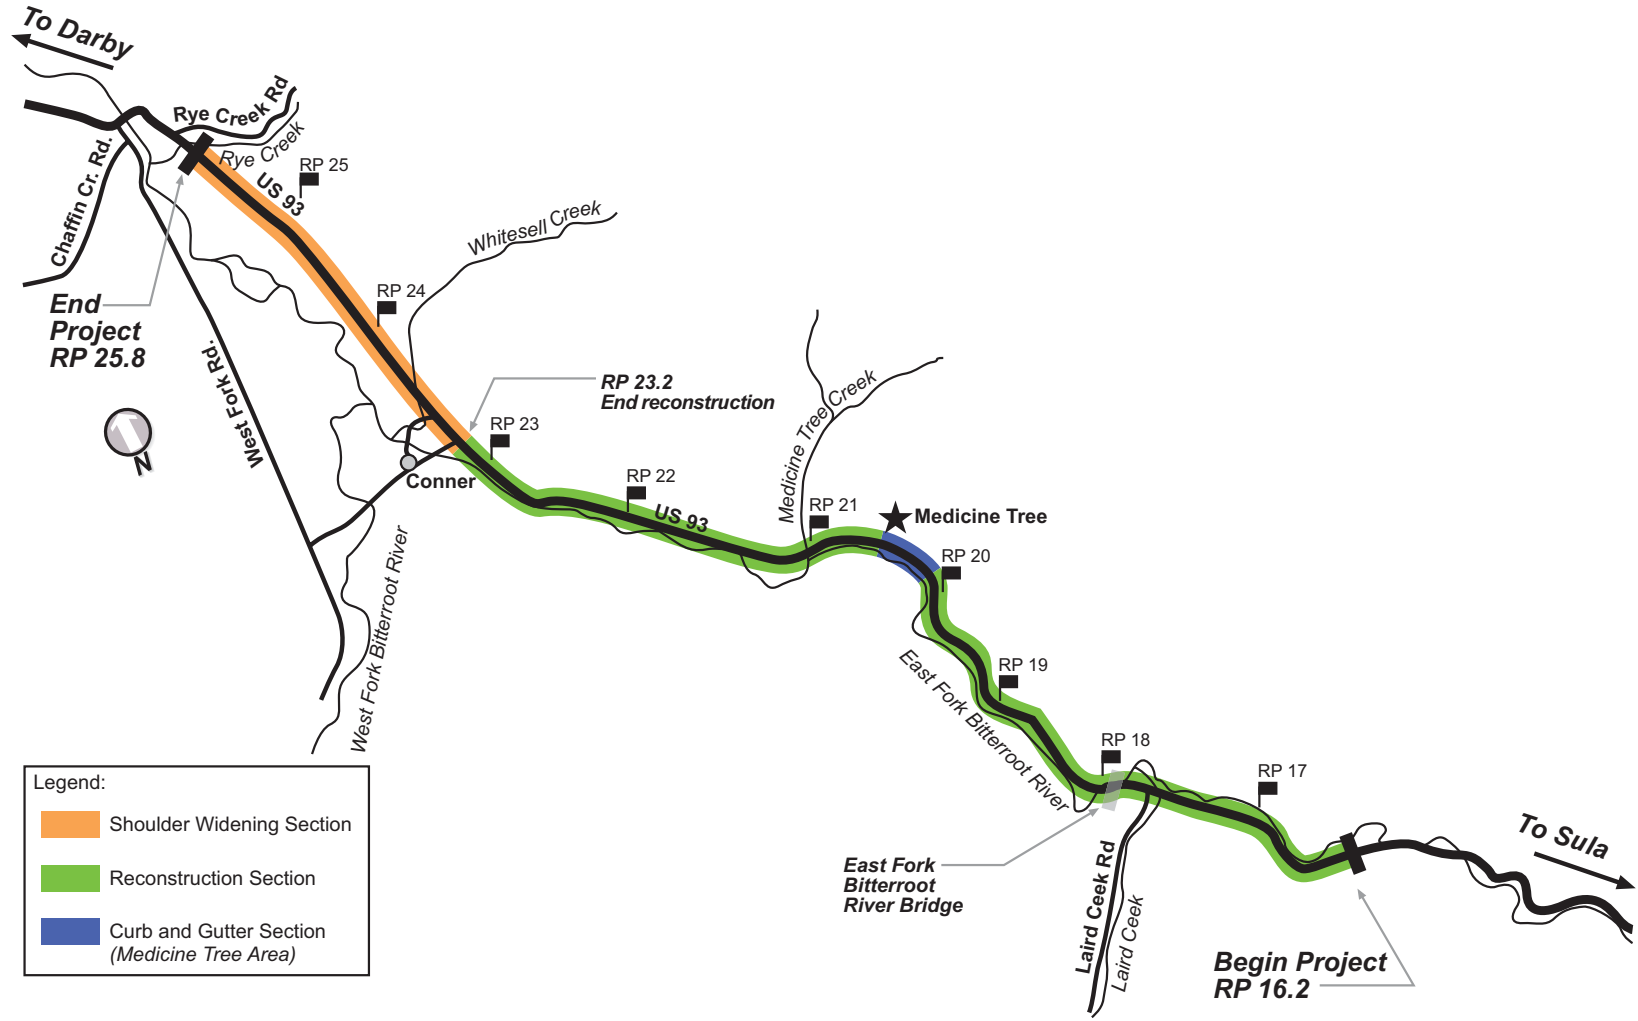 To Darby
Rye Creek Rd
Rye Creek
RP 25
US 93
Chaffin Cr. Rd.
Whitesell Creek
End
Project
RP 25.8
RP 24
West Fork Rd.
N
RP 23.2
End reconstruction
RP 23
Conner
RP 22
US 93
Medicine Tree Creek
RP 21
Medicine Tree
RP 20
West Fork Bitterroot River
East Fork Bitterroot River
RP 19
RP 18
RP 17
To Sula
East Fork
Bitterroot
River Bridge
Laird Ceek Rd
Laird Ceek
Begin Project
RP 16.2
Legend:
Shoulder Widening Section
Reconstruction Section
Curb and Gutter Section
(Medicine Tree Area)